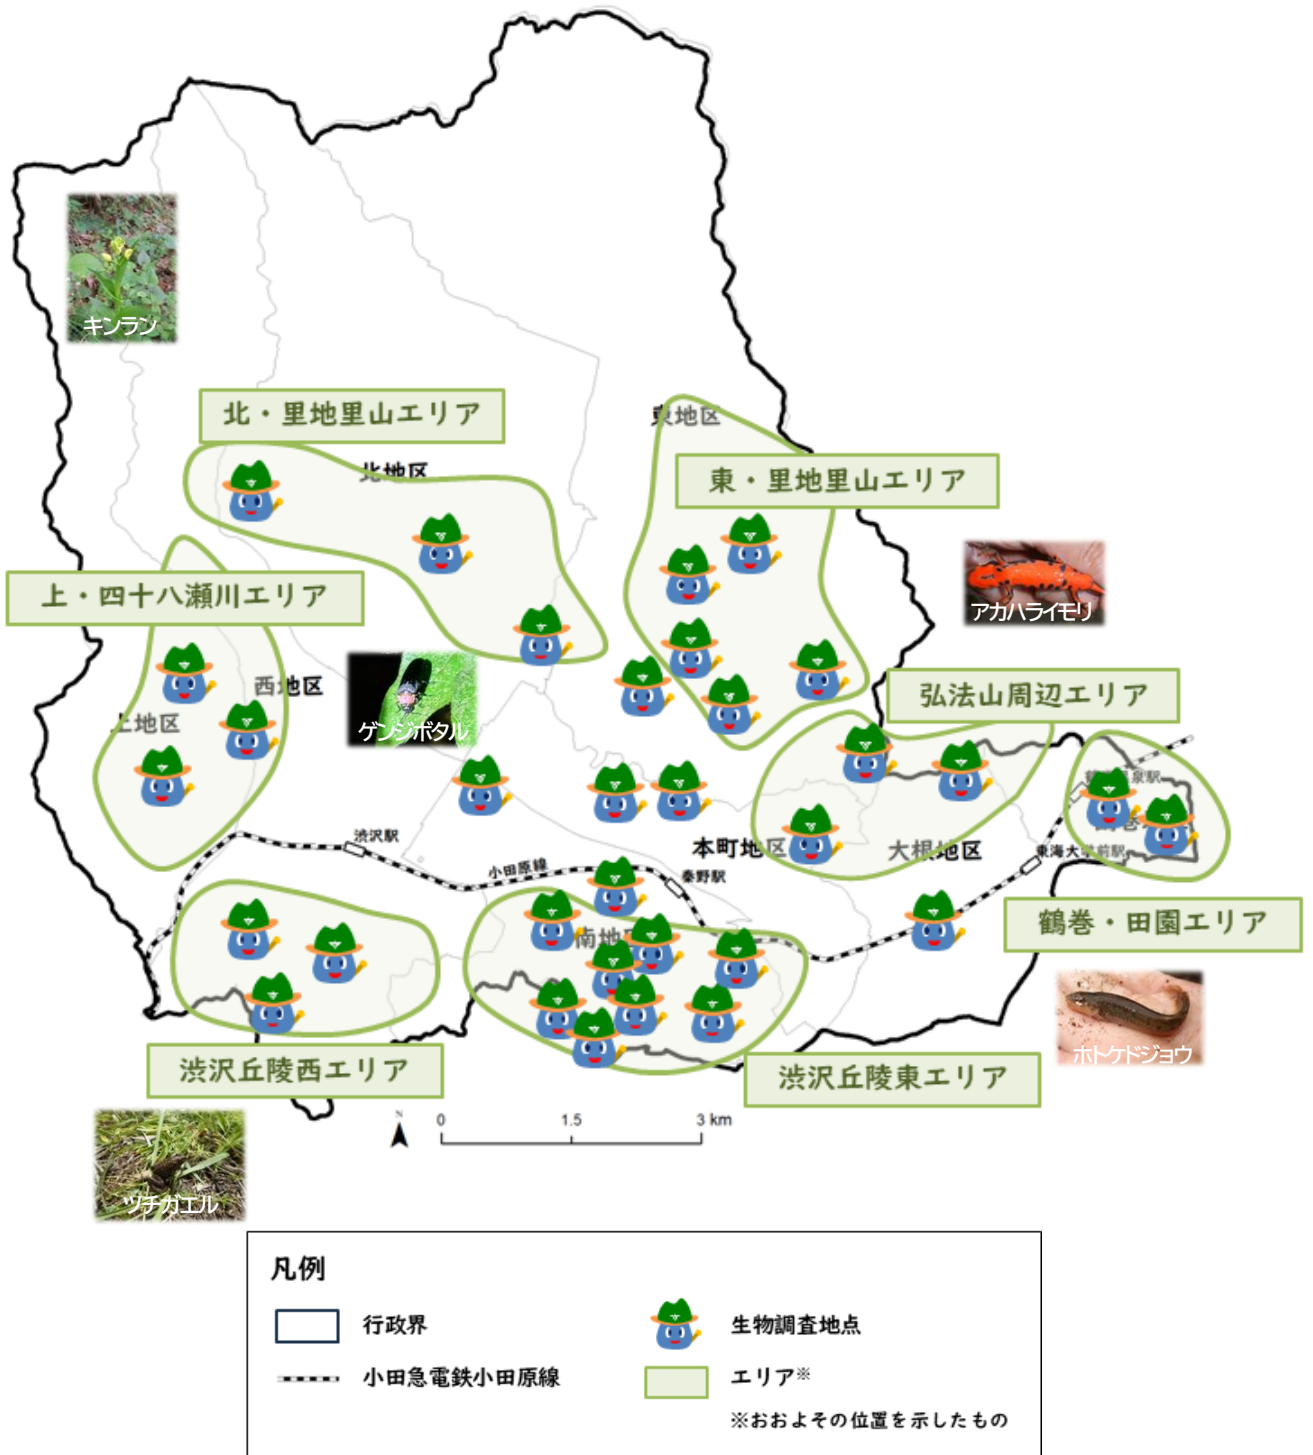 キンラン
北・里地里山エリア
北地区
東地区
東・里地里山エリア
アカハライモリ
上・四十八瀬川エリア
西地区
上地区
ゲンジボタル
弘法山周辺エリア
渋沢駅
小田原線
秦野駅
本町地区
大根地区
東海大学前駅
南地区
鶴巻・田園エリア
ホトケドジョウ
渋沢丘陵西エリア
渋沢丘陵東エリア
ツチガエル
N
0 1.5 3 km
凡例
行政界
生物調査地点
小田急電鉄小田原線
エリア※
※おおよその位置を示したもの